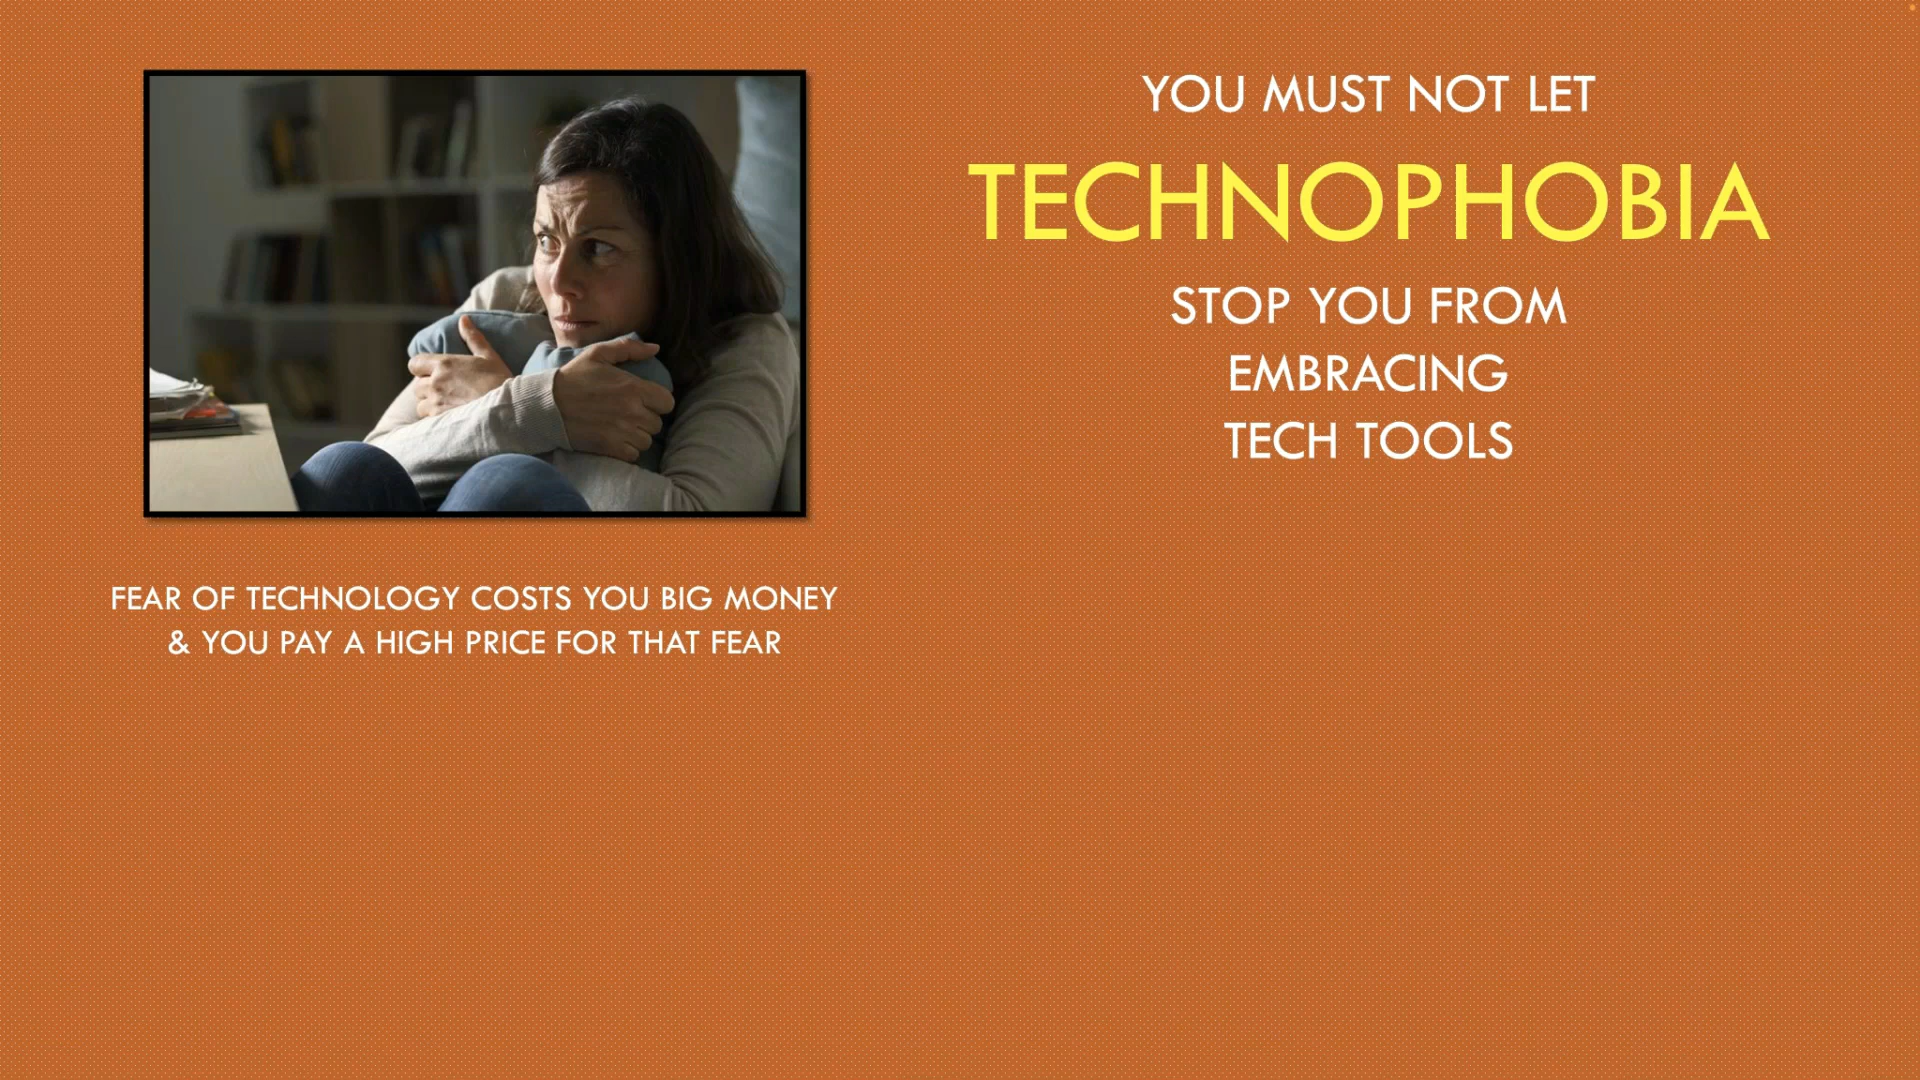 YOU MUST NOT LET
TECHNOPHOBIA
STOP YOU FROM
EMBRACING
TECH TOOLS
FEAR OF TECHNOLOGY COSTS YOU BIG MONEY
& YOU PAY A HIGH PRICE FOR THAT FEAR